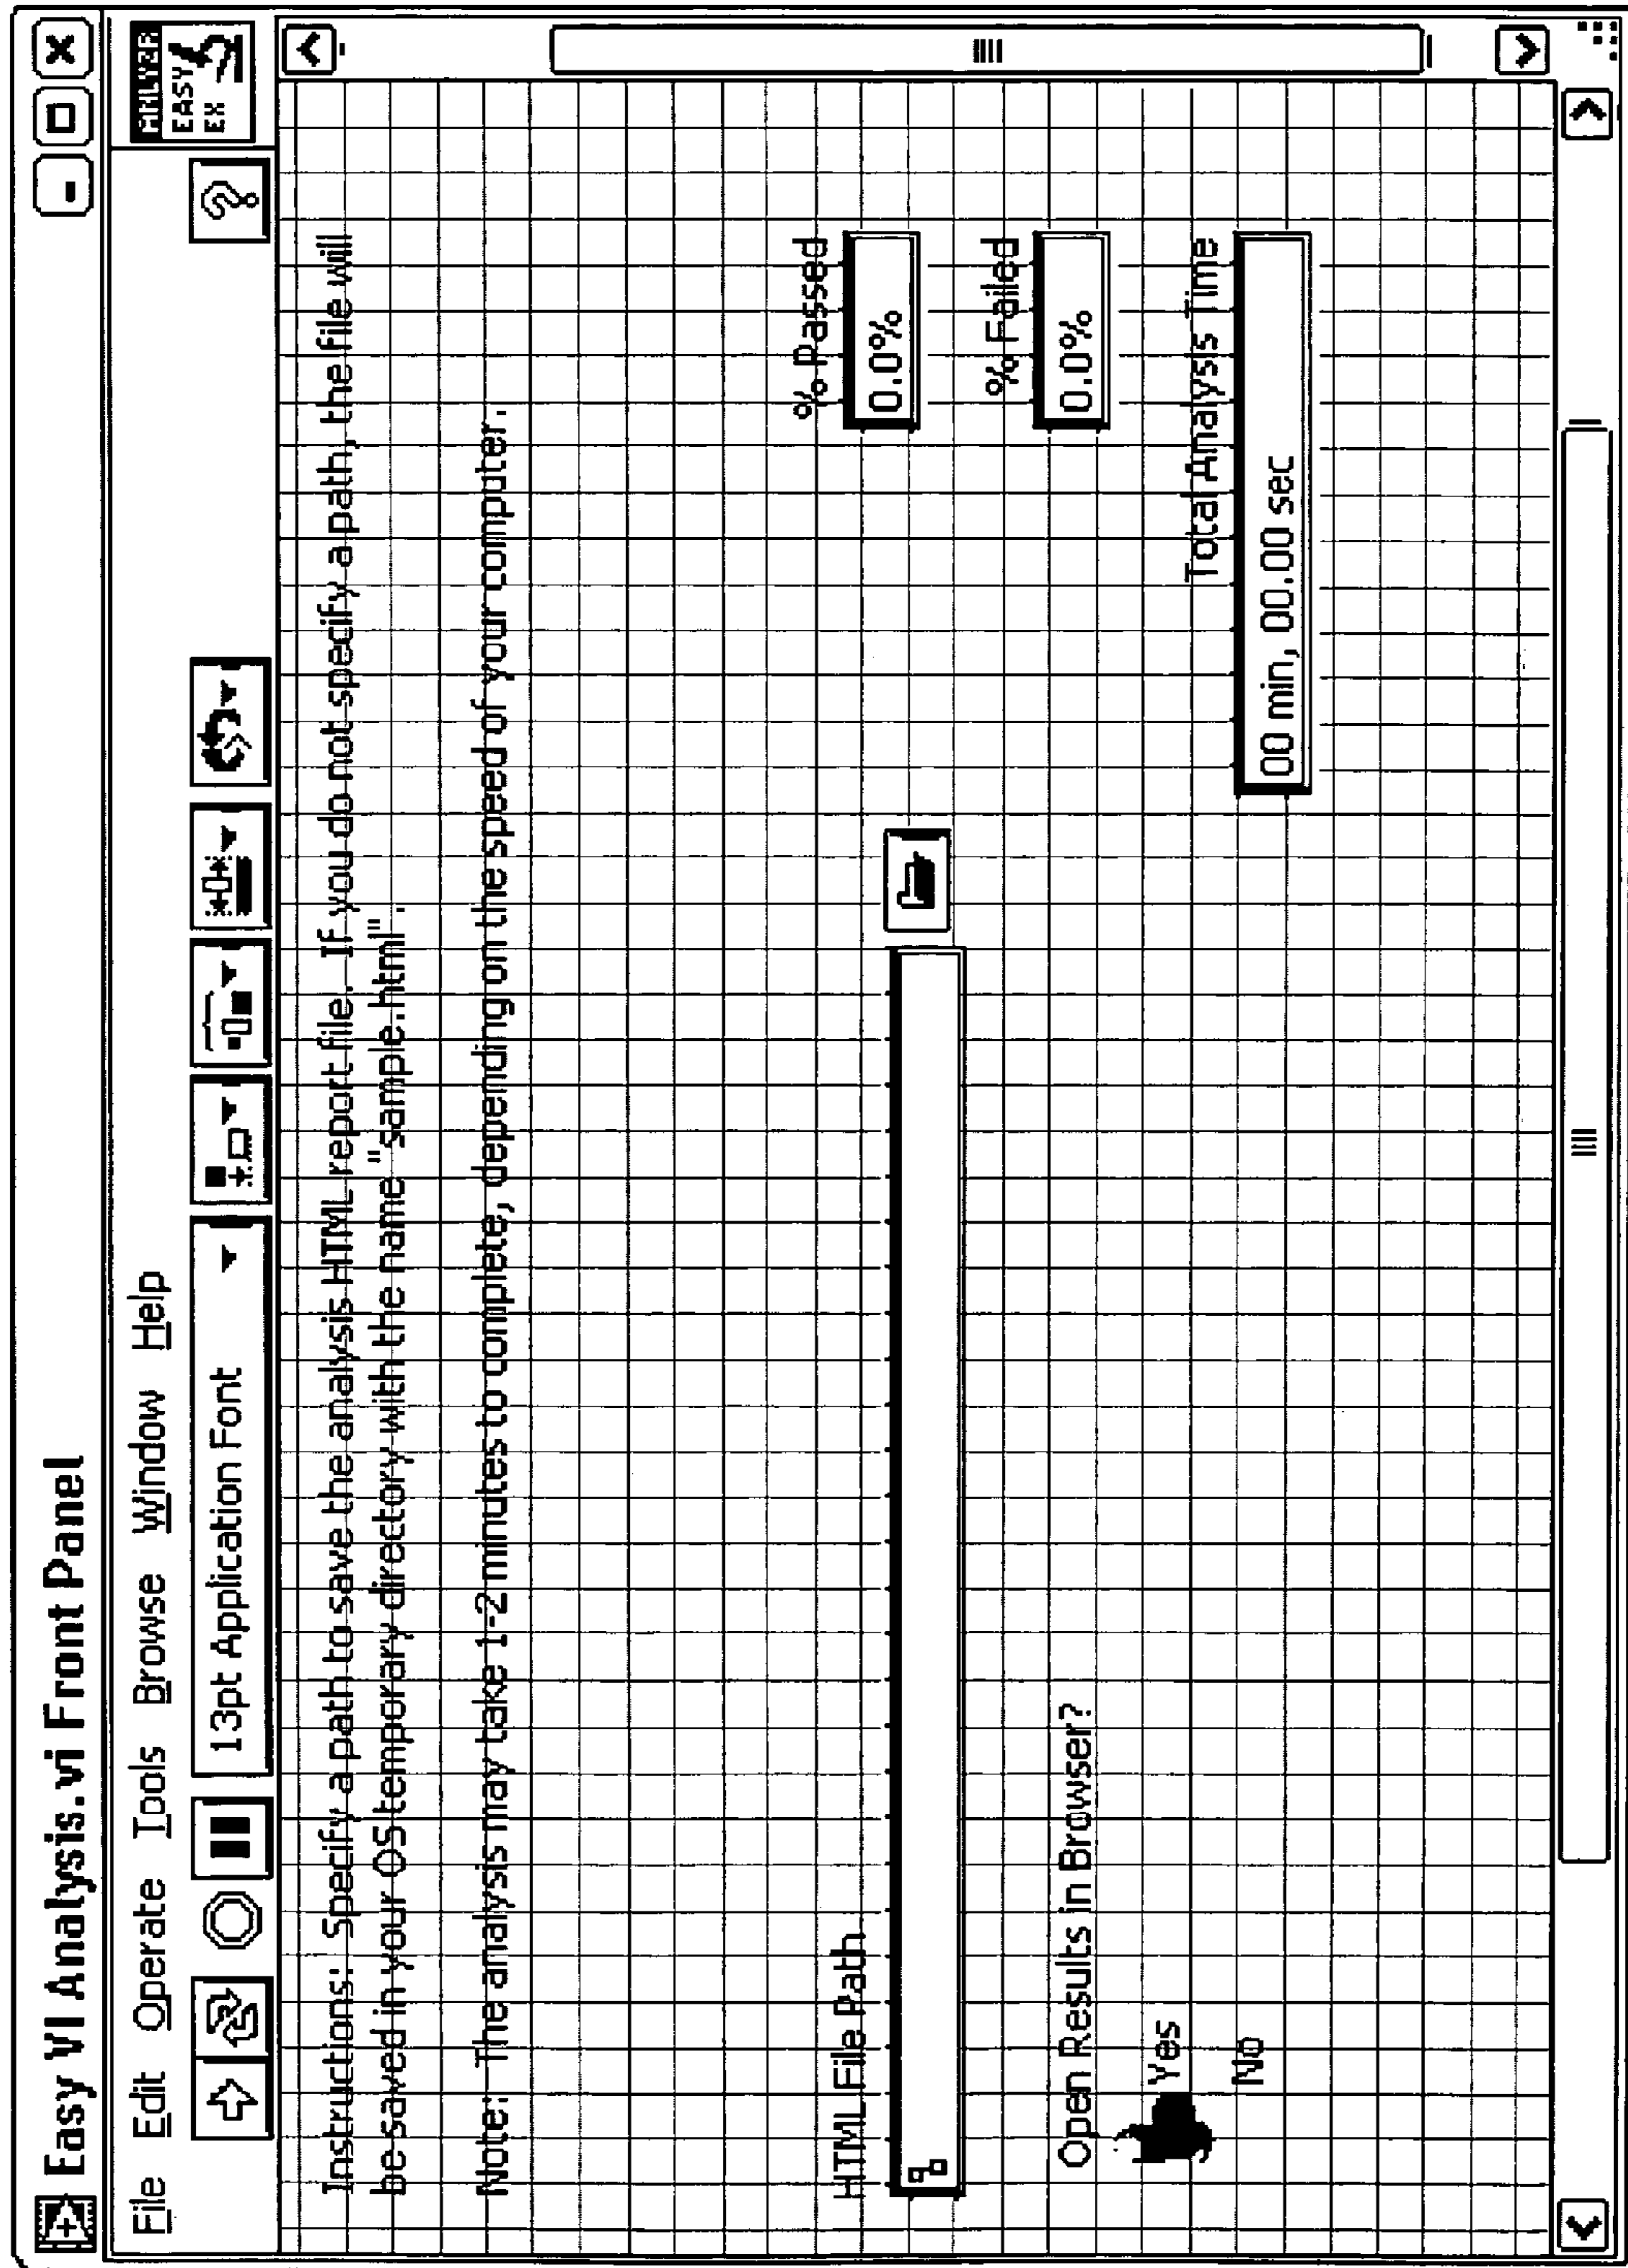 Easy VI Analysis.vi Front Panel
File Edit Operate Tools Browse Window Help
13pt Application Font
EASY
EX
Instructions: Specify a path to save the analysis HTML report file. If you do not specify a path, the file will
be saved in your OS temporary directory with the name "sample.html".
Note: The analysis may take 1-2 minutes to complete, depending on the speed of your computer.
HTML File Path
% Passed
0.0%
Open Results in Browser?
% Failed
0.0%
Yes
No
Total Analysis Time
00 min, 00.00 sec